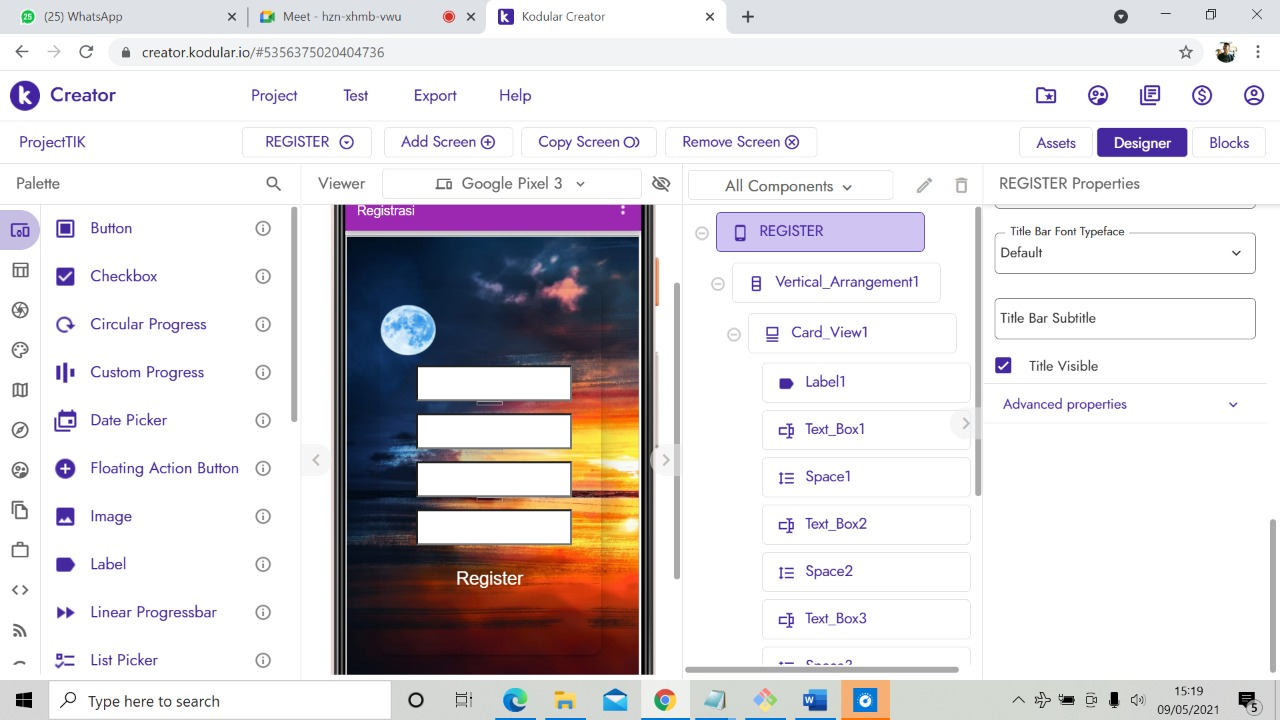 (25) WhatsApp
Meet - hzn-xhmb-vwu
Kodular Creator
creator.kodular.io/#5356375020404736
Creator
Project
Test
Export
Help
ProjectTIK
REGISTER
Add Screen
Copy Screen
Remove Screen
Assets
Designer
Blocks
Palette
Viewer
Google Pixel 3
All Components
REGISTER Properties
Button
Checkbox
Circular Progress
Custom Progress
Date Picker
Floating Action Button
Image
Label
Linear Progressbar
List Picker
Registrasi
Register
REGISTER
Vertical_Arrangement1
Card_View1
Label1
Text_Box1
Space1
Text_Box2
Space2
Text_Box3
Space3
Title Bar Font Typeface
Default
Title Bar Subtitle
Title Visible
Advanced properties
Type here to search
15:19
09/05/2021
5